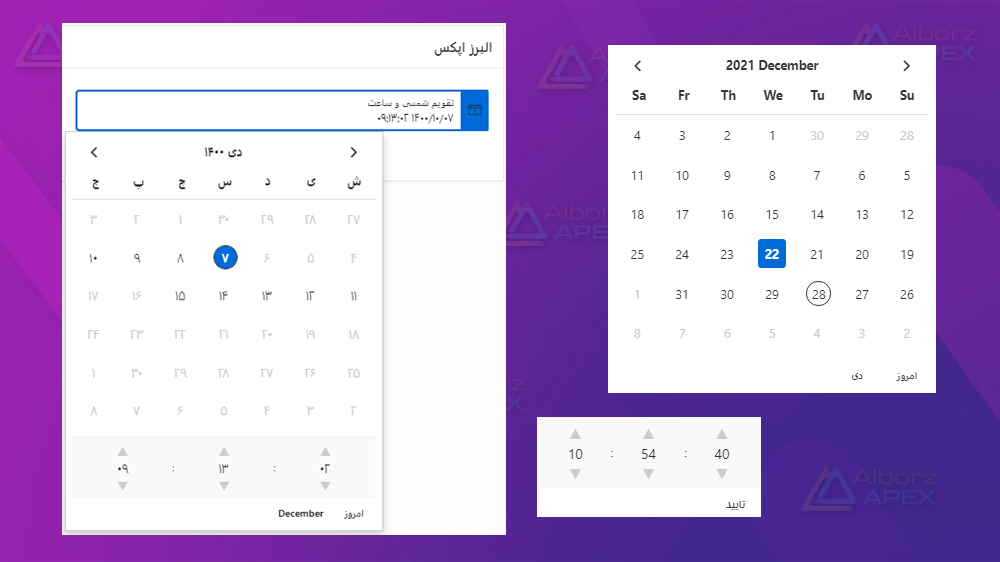 البرز اپکس
تقویم شمسی و ساعت
۱۴۰۰/۱۰/۰۷ ۰۹:۱۳:۰۲
دی ۱۴۰۰
ش ی د س چ پ ج
۲۷ ۲۸ ۲۹ ۳۰ ۱ ۲ ۳
۴ ۵ ۶ ۷ ۸ ۹ ۱۰
۱۱ ۱۲ ۱۳ ۱۴ ۱۵ ۱۶ ۱۷
۱۸ ۱۹ ۲۰ ۲۱ ۲۲ ۲۳ ۲۴
۲۵ ۲۶ ۲۷ ۲۸ ۲۹ ۳۰ ۱
۲ ۳ ۴ ۵ ۶ ۷ ۸
۰۹ : ۱۳ : ۰۲
امروز December
2021 December
Sa Fr Th We Tu Mo Su
4 3 2 1 30 29 28
11 10 9 8 7 6 5
18 17 16 15 14 13 12
25 24 23 22 21 20 19
1 31 30 29 28 27 26
8 7 6 5 4 3 2
امروز دی
10 : 54 : 40
تایید
Alborz
APEX
Alborz
APEX
Alborz
APEX
Alborz
APEX